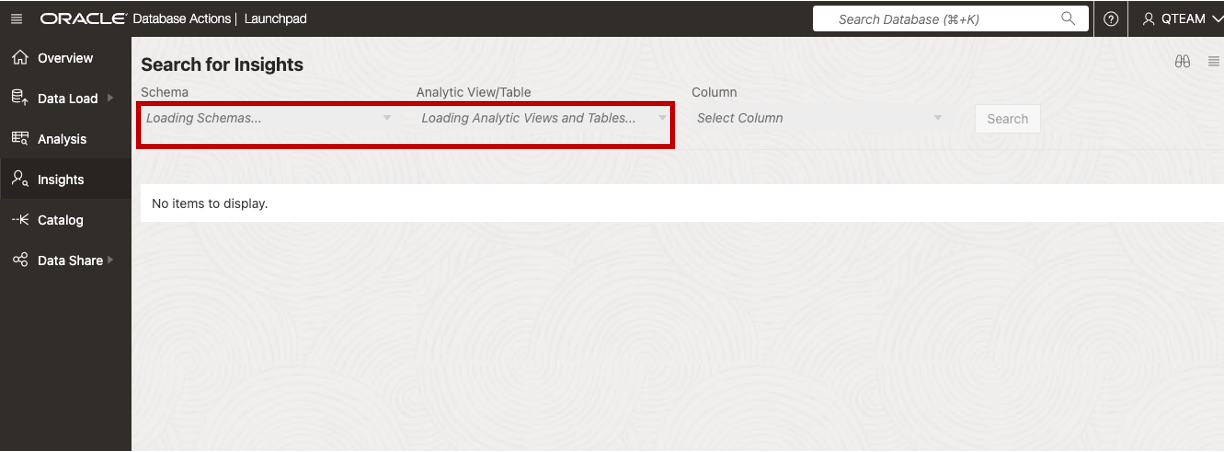 ORACLE Database Actions | Launchpad
Search Database (⌘+K)
QTEAM
Overview
Data Load
Analysis
Insights
Catalog
Data Share
Search for Insights
Schema Analytic View/Table Column
Loading Schemas... Loading Analytic Views and Tables... Select Column Search
No items to display.